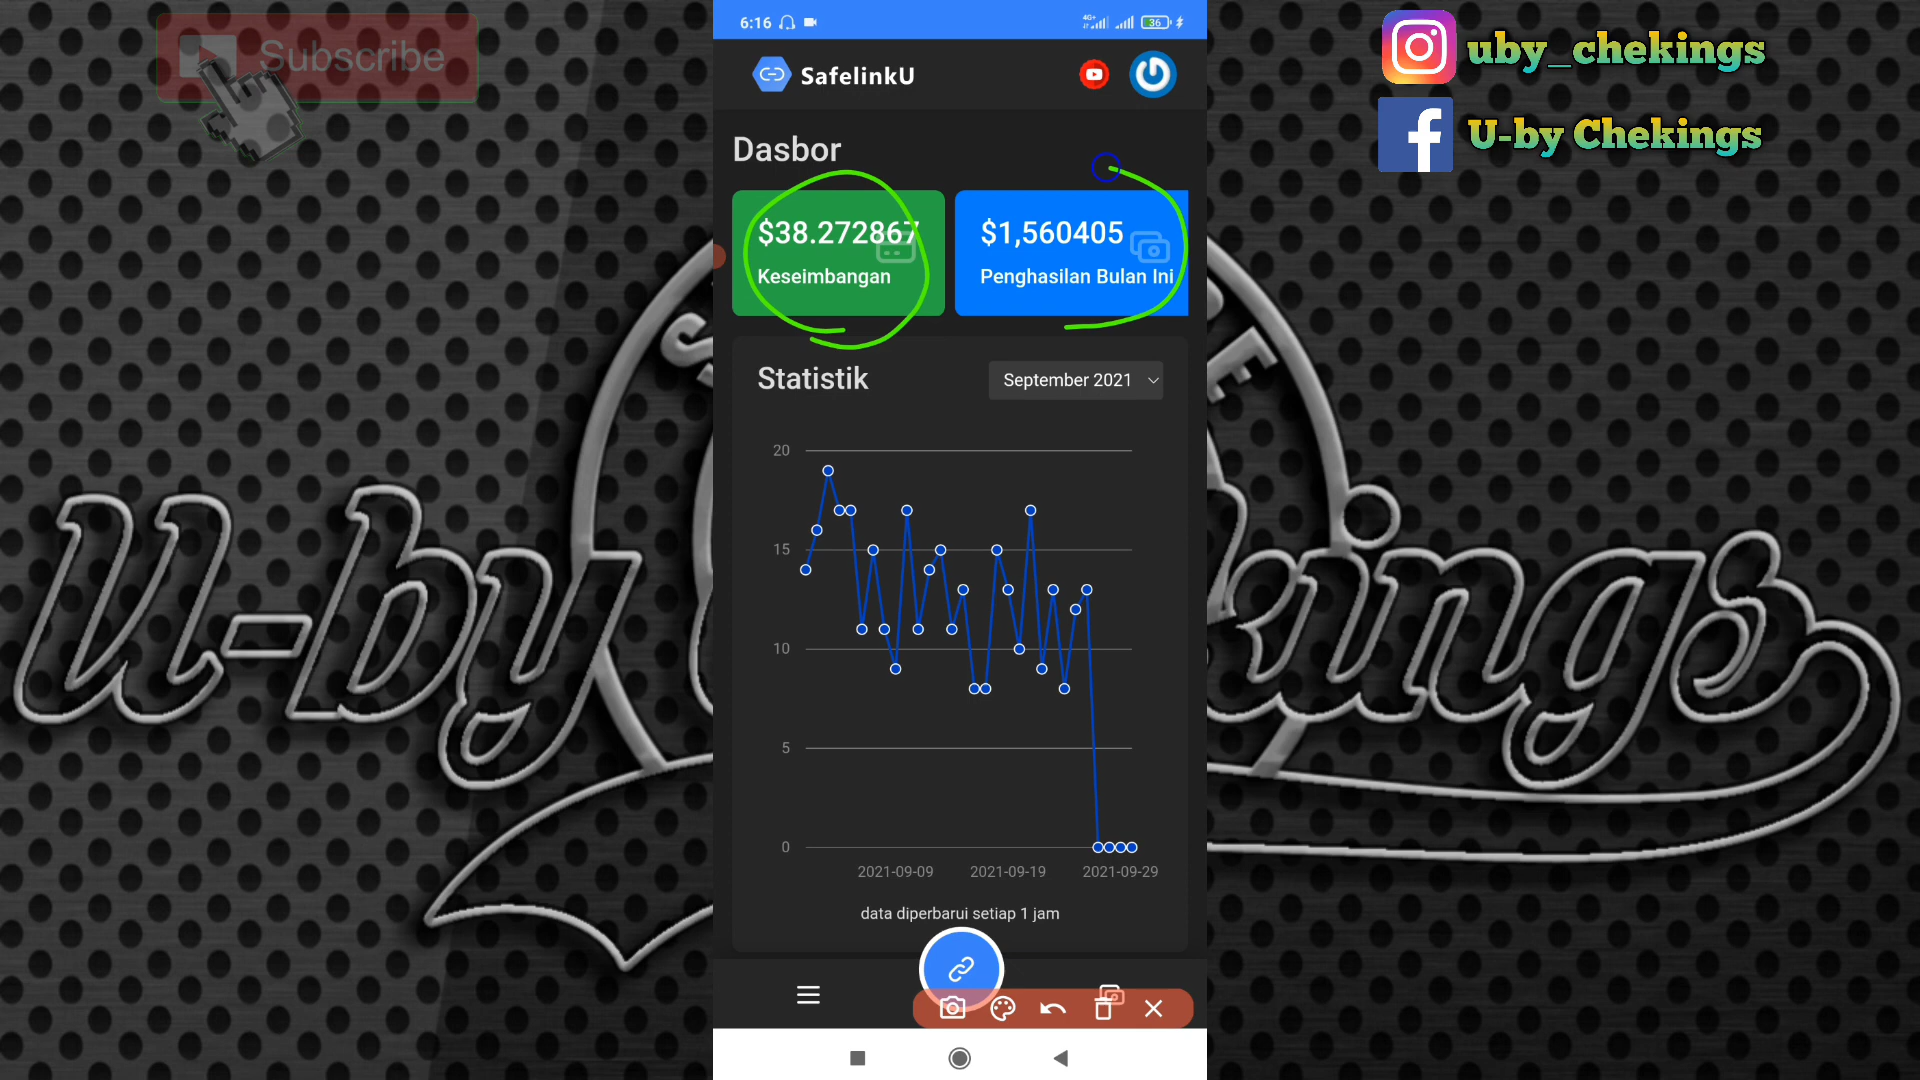 Subscribe
6:16
4G+
36
SafelinkU
uby_chekings
U-by Chekings
Dasbor
$38.272867
Keseimbangan
$1,560405
Penghasilan Bulan Ini
Statistik
September 2021
20
15
10
5
0
2021-09-09
2021-09-19
2021-09-29
data diperbarui setiap 1 jam
U-by